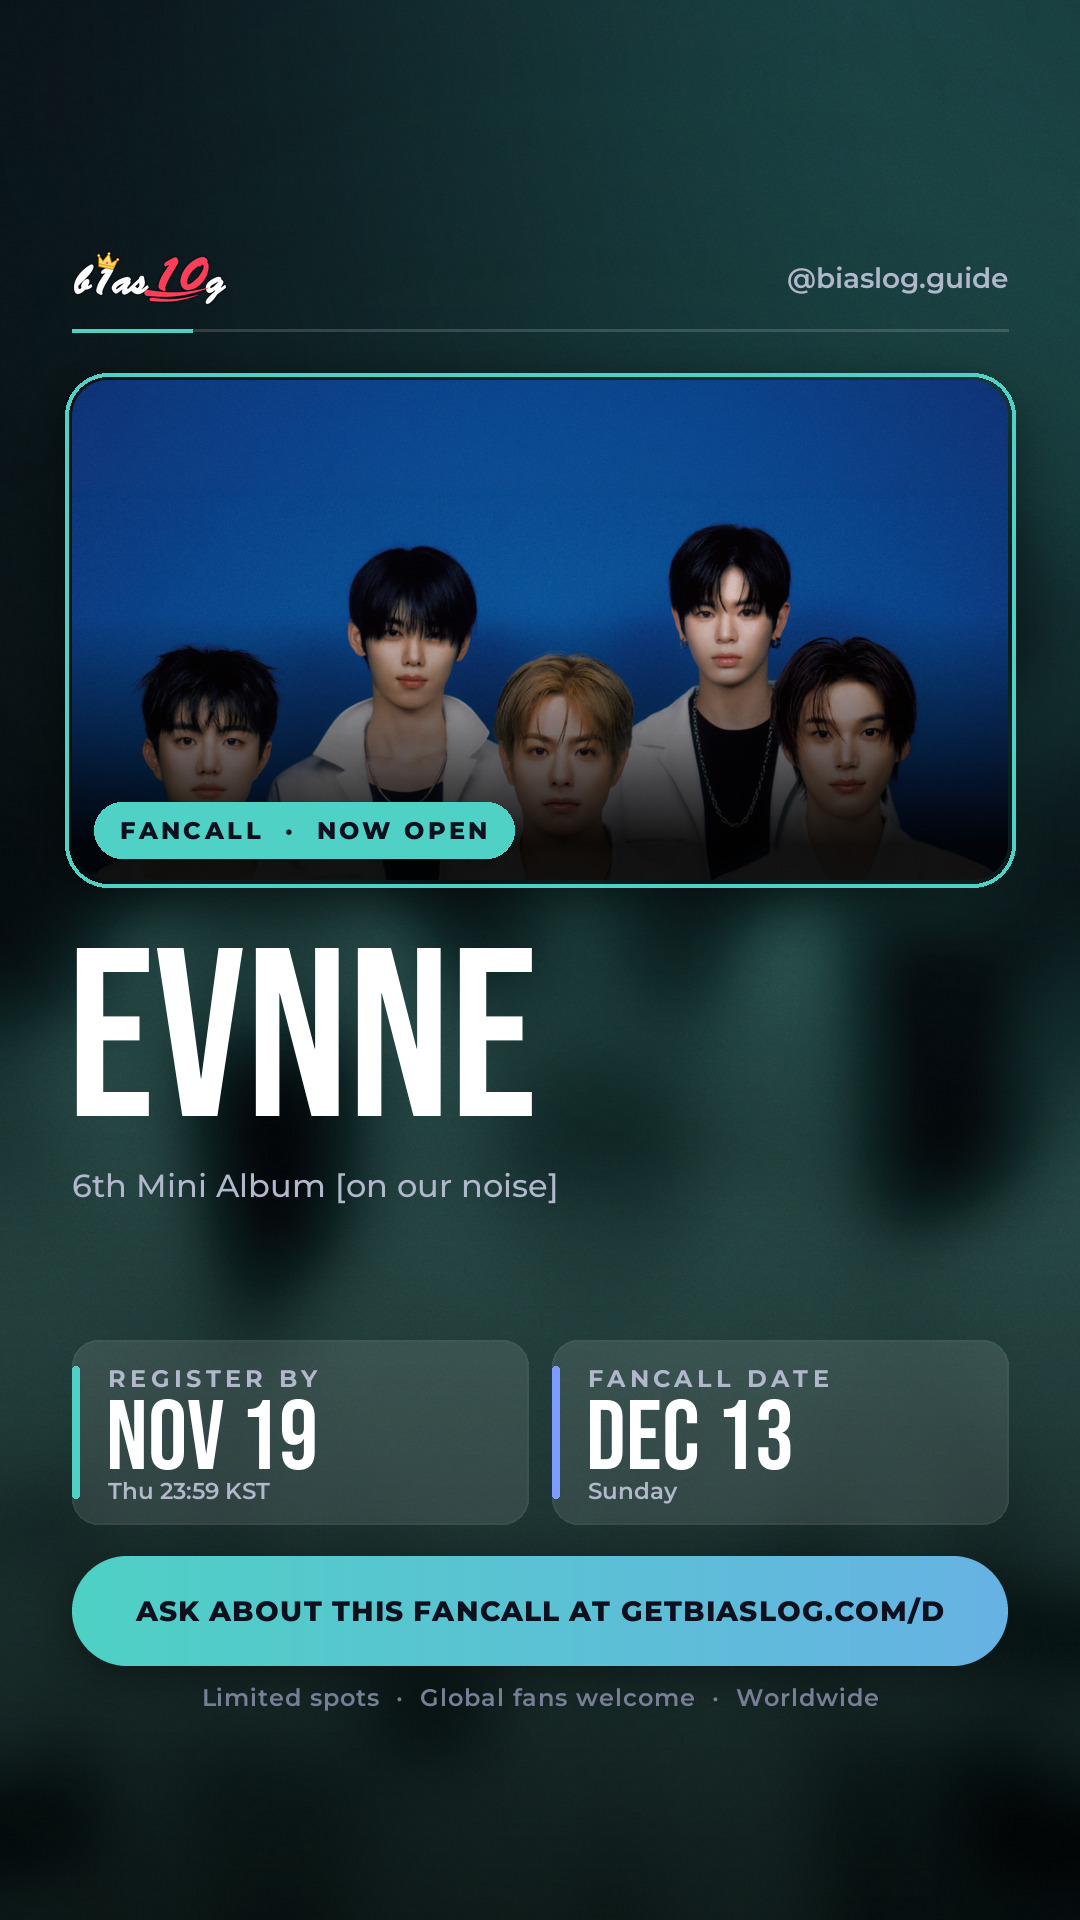 b1as10g
@biaslog.guide
FANCALL · NOW OPEN
EVNNE
6th Mini Album [on our noise]
REGISTER BY
NOV 19
Thu 23:59 KST
FANCALL DATE
DEC 13
Sunday
ASK ABOUT THIS FANCALL AT GETBIASLOG.COM/D
Limited spots · Global fans welcome · Worldwide